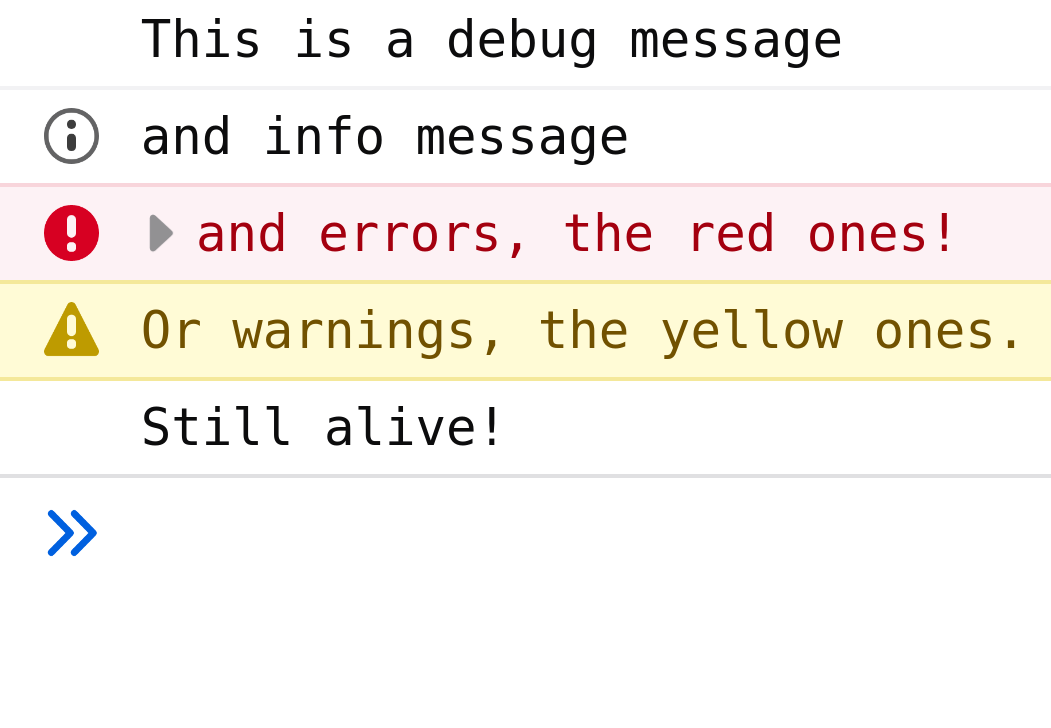 This is a debug message
and info message
and errors, the red ones!
Or warnings, the yellow ones.
Still alive!